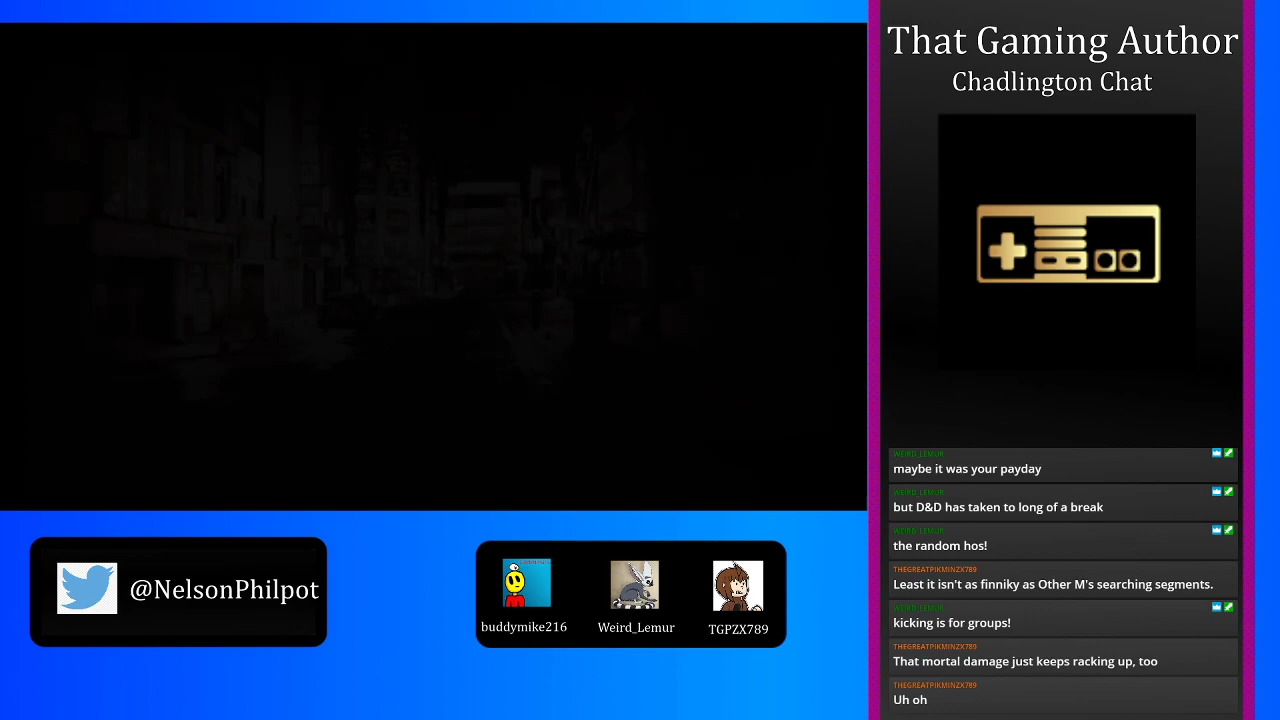 That Gaming Author
Chadlington Chat
WEIRD_LEMUR
maybe it was your payday
WEIRD_LEMUR
but D&D has taken to long of a break
WEIRD_LEMUR
the random hos!
THEGREATPIKMINZX789
Least it isn't as finniky as Other M's searching segments.
WEIRD_LEMUR
kicking is for groups!
THEGREATPIKMINZX789
That mortal damage just keeps racking up, too
THEGREATPIKMINZX789
Uh oh
@NelsonPhilpot
buddymike216
Weird_Lemur
TGPZX789